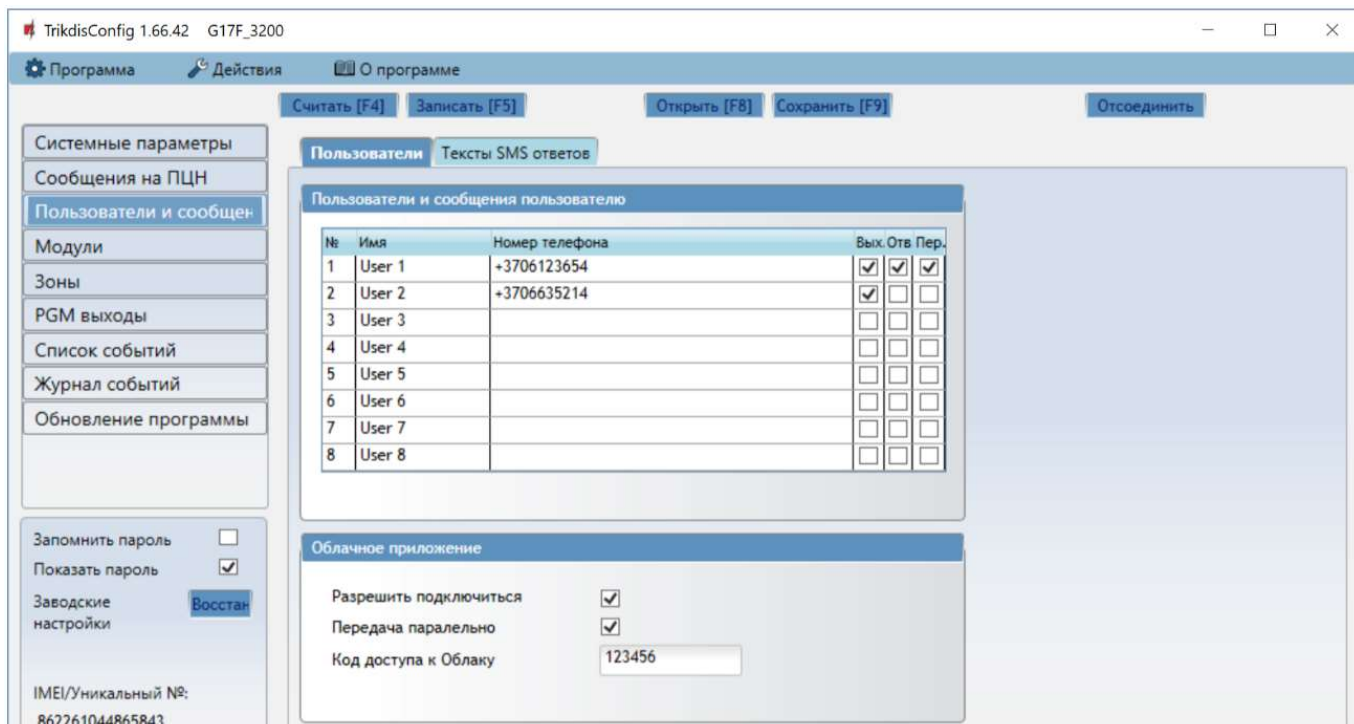 TrikdisConfig 1.66.42 G17F_3200
Программа Действия О программе
Считать [F4] Записать [F5] Открыть [F8] Сохранить [F9] Отсоединить
Системные параметры
Сообщения на ПЦН
Пользователи и сообщен
Модули
Зоны
PGM выходы
Список событий
Журнал событий
Обновление программы
Запомнить пароль
Показать пароль
Заводские настройки
Восстан
IMEI/Уникальный №:
862261044865843
Пользователи Тексты SMS ответов
Пользователи и сообщения пользователю
№ Имя Номер телефона Вых. Отв Пер.
1 User 1 +3706123654
2 User 2 +3706635214
3 User 3
4 User 4
5 User 5
6 User 6
7 User 7
8 User 8
Облачное приложение
Разрешить подключиться
Передача паралельно
Код доступа к Облаку 123456